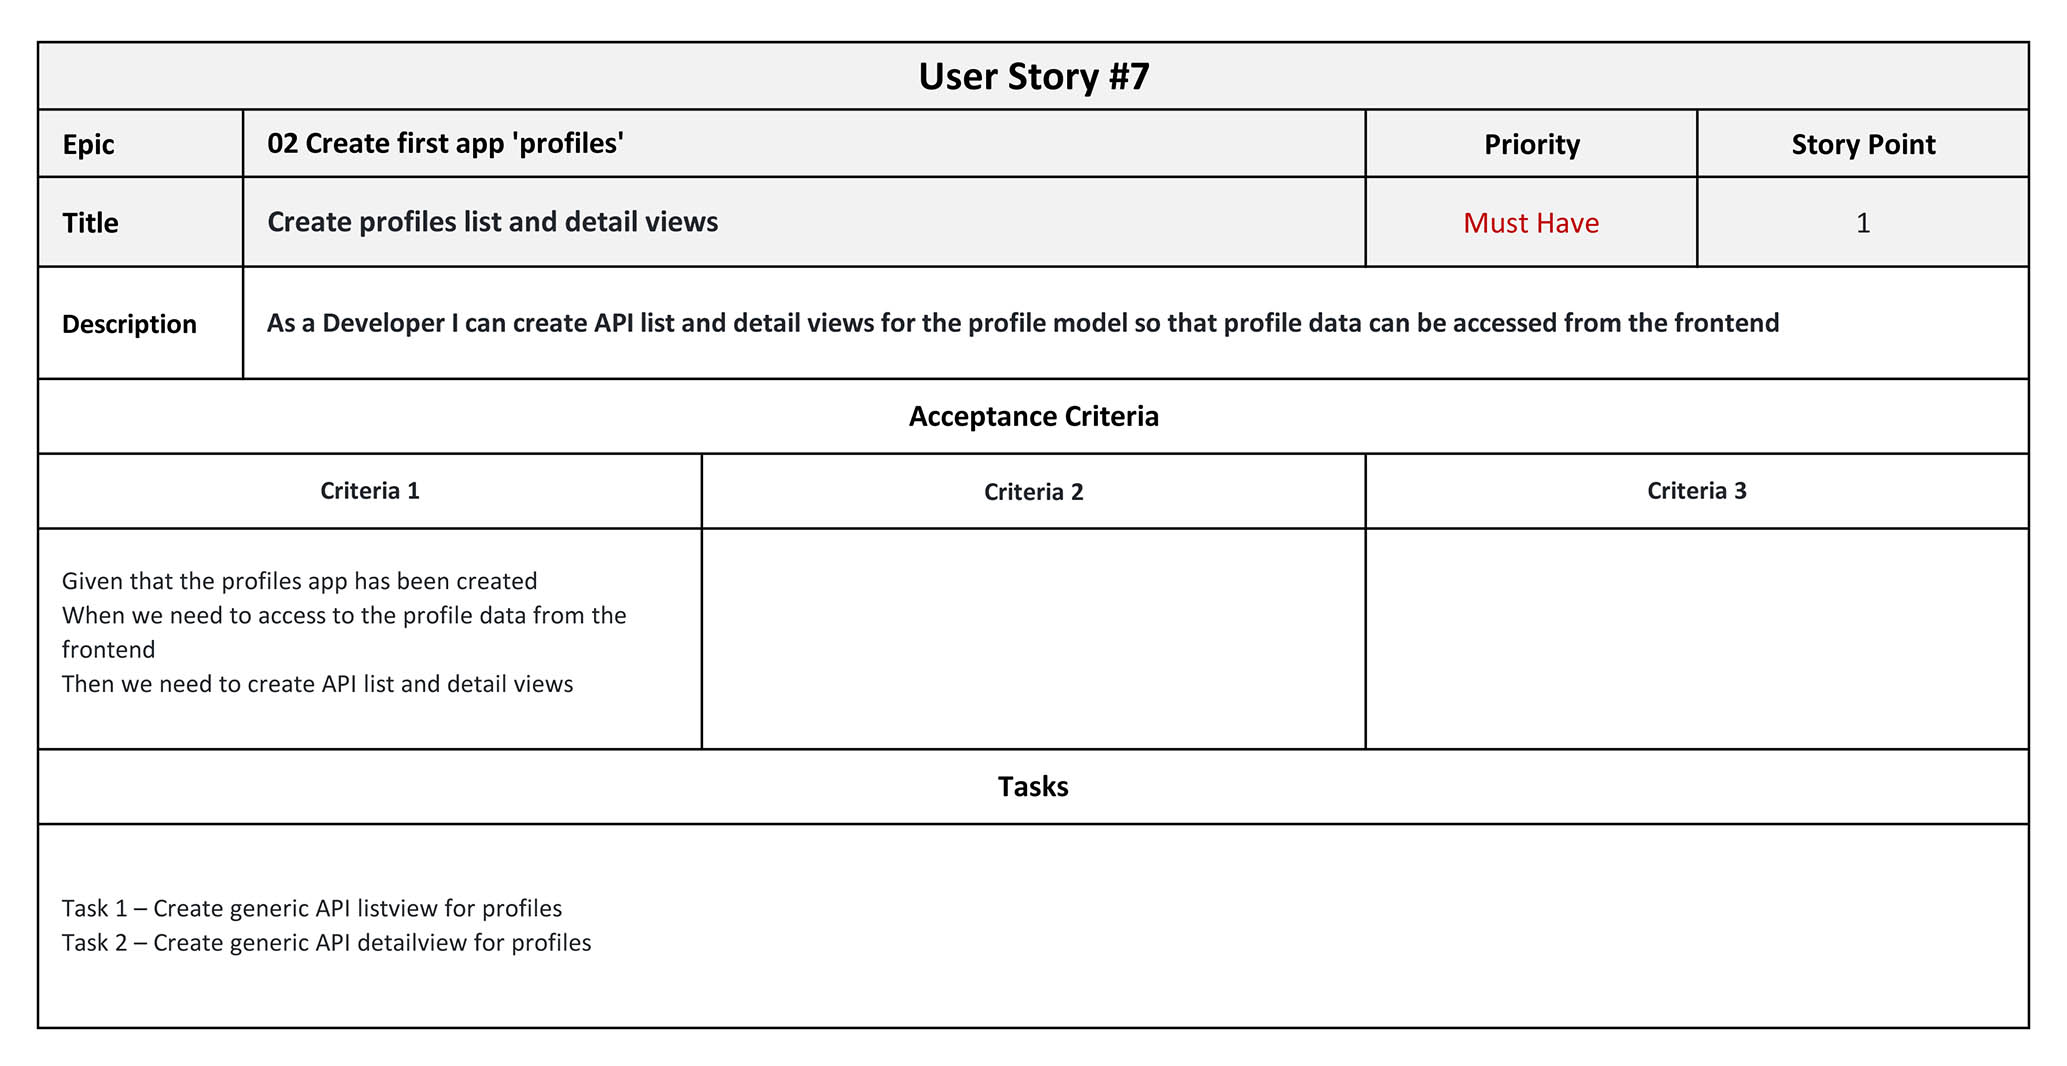 User Story #7
Epic
02 Create first app 'profiles'
Priority
Story Point
Title
Create profiles list and detail views
Must Have
1
Description
As a Developer I can create API list and detail views for the profile model so that profile data can be accessed from the frontend
Acceptance Criteria
Criteria 1
Criteria 2
Criteria 3
Given that the profiles app has been created
When we need to access to the profile data from the
frontend
Then we need to create API list and detail views
Tasks
Task 1 – Create generic API listview for profiles
Task 2 – Create generic API detailview for profiles